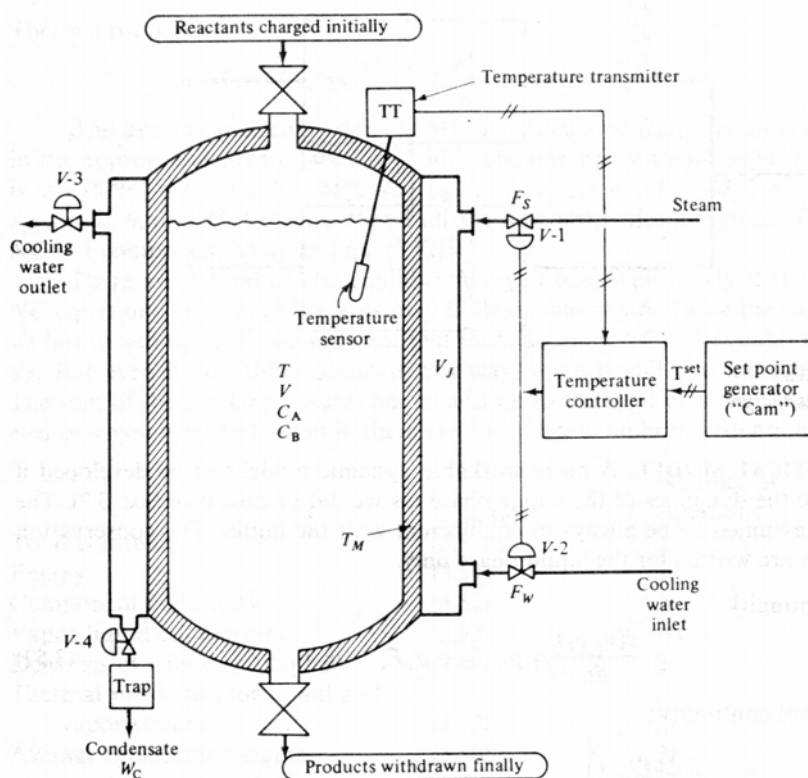 Reactants charged initially
Temperature transmitter
TT
V-3
F_S
Steam
V-1
Cooling
water
outlet
Temperature
sensor
V_J
T
V
C_A
C_B
Temperature
controller
T^set
Set point
generator
("Cam")
T_M
V-2
F_W
Cooling
water
inlet
V-4
Trap
Condensate
W_C
Products withdrawn finally